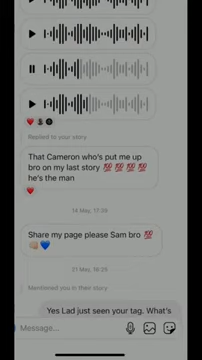 Replied to your story
That Cameron who's put me up
bro on my last story 💯 💯 💯 💯
he's the man
14 May, 17:59
Share my page please Sam bro 💯
👊🏼 💙
21 May, 16:25
Mentioned you in their story
Yes Lad just seen your tag. What's
Message...